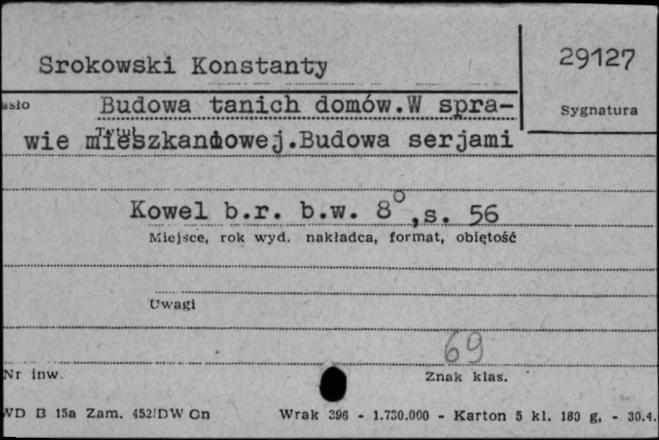 Srokowski Konstanty
29127
Sygnatura
asło
Budowa tanich domów.W spra-
Tytuł
wie mieszkaniowej.Budowa serjami
Kowel b.r. b.w. 8°,s. 56
Miejsce, rok wyd. nakładca, format, objętość
Uwagi
69
Nr inw.
Znak klas.
WD B 15a Zam. 452/DW Cn
Wrak 396 - 1.730.000 - Karton 5 kl. 180 g. - 30.4.